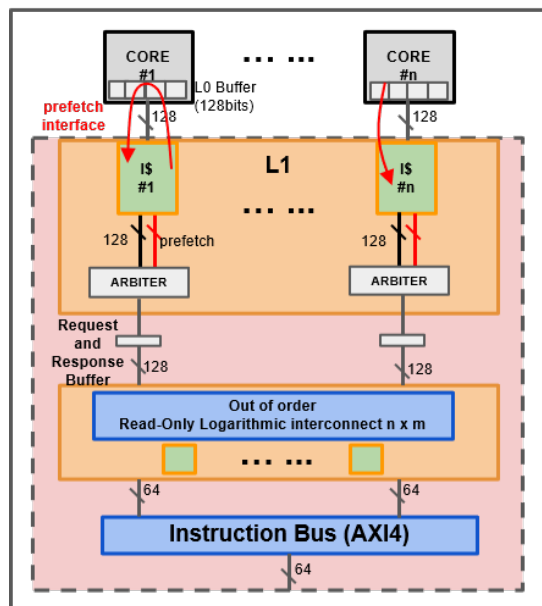 CORE
#1
... ...
CORE
#n
L0 Buffer
(128bits)
prefetch
interface
128
128
I$
#1
L1
I$
#n
... ...
128
prefetch
128
ARBITER
ARBITER
Request
and
Response
Buffer
128
128
Out of order
Read-Only Logarithmic interconnect n x m
... ...
64
64
Instruction Bus (AXI4)
64